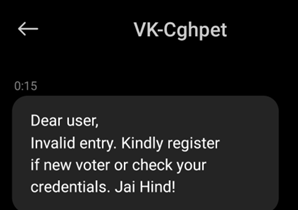 VK-Cghpet
0:15
Dear user,
Invalid entry. Kindly register
if new voter or check your
credentials. Jai Hind!